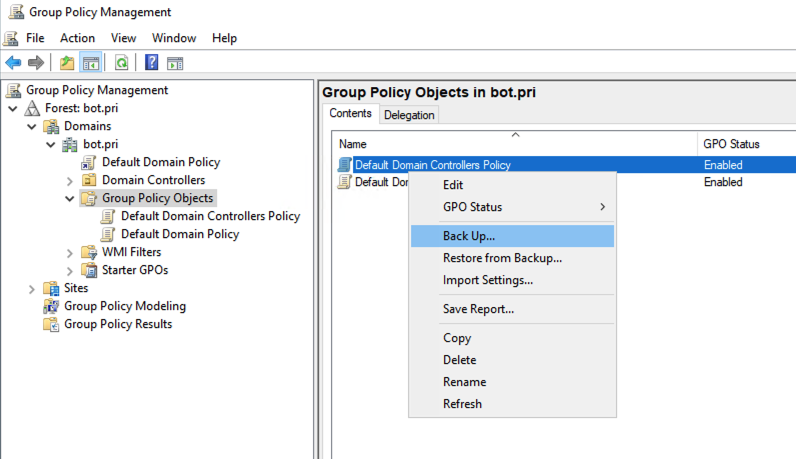 Group Policy Management
File Action View Window Help
Group Policy Management
Forest: bot.pri
Domains
bot.pri
Default Domain Policy
Domain Controllers
Group Policy Objects
Default Domain Controllers Policy
Default Domain Policy
WMI Filters
Starter GPOs
Sites
Group Policy Modeling
Group Policy Results
Group Policy Objects in bot.pri
Contents Delegation
Name GPO Status
Default Domain Controllers Policy Enabled
Default Do Enabled
Edit
GPO Status
Back Up...
Restore from Backup...
Import Settings...
Save Report...
Copy
Delete
Rename
Refresh